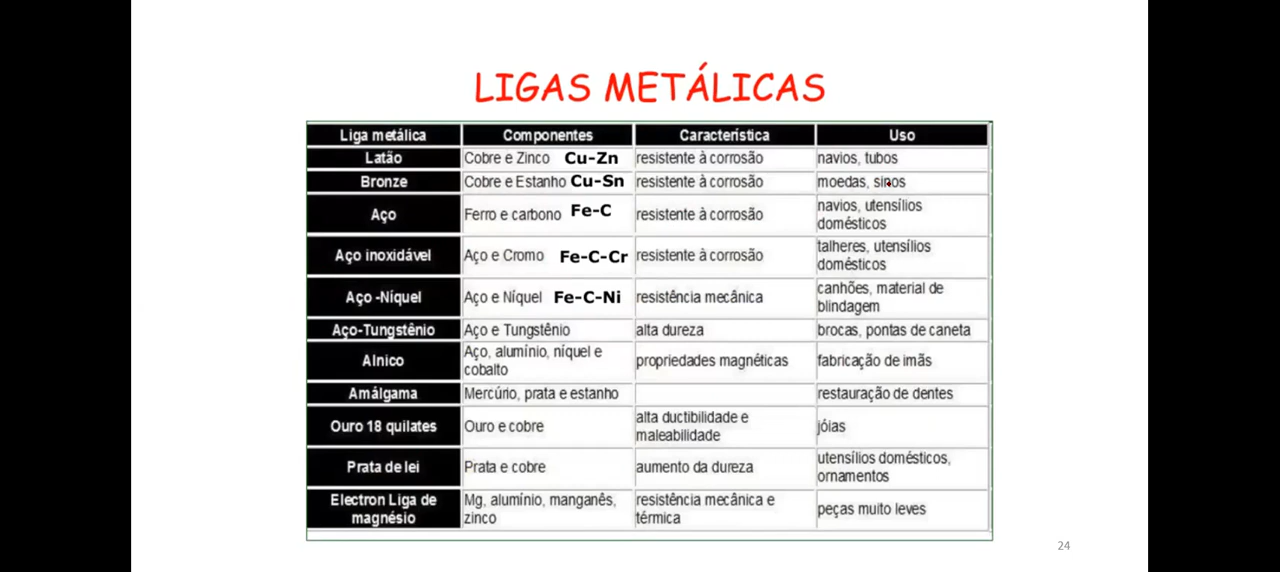 LIGAS METÁLICAS
Liga metálica Componentes Característica Uso
Latão Cobre e Zinco Cu-Zn resistente à corrosão navios, tubos
Bronze Cobre e Estanho Cu-Sn resistente à corrosão moedas, sinos
Aço Ferro e carbono Fe-C resistente à corrosão navios, utensílios
domésticos
Aço inoxidável Aço e Cromo Fe-C-Cr resistente à corrosão talheres, utensílios
domésticos
Aço -Níquel Aço e Níquel Fe-C-Ni resistência mecânica canhões, material de
blindagem
Aço-Tungstênio Aço e Tungstênio alta dureza brocas, pontas de caneta
Alnico Aço, alumínio, níquel e
cobalto propriedades magnéticas fabricação de imãs
Amálgama Mercúrio, prata e estanho restauração de dentes
Ouro 18 quilates Ouro e cobre alta ductibilidade e
maleabilidade jóias
Prata de lei Prata e cobre aumento da dureza utensílios domésticos,
ornamentos
Electron Liga de
magnésio Mg, alumínio, manganês,
zinco resistência mecânica e
térmica peças muito leves
24